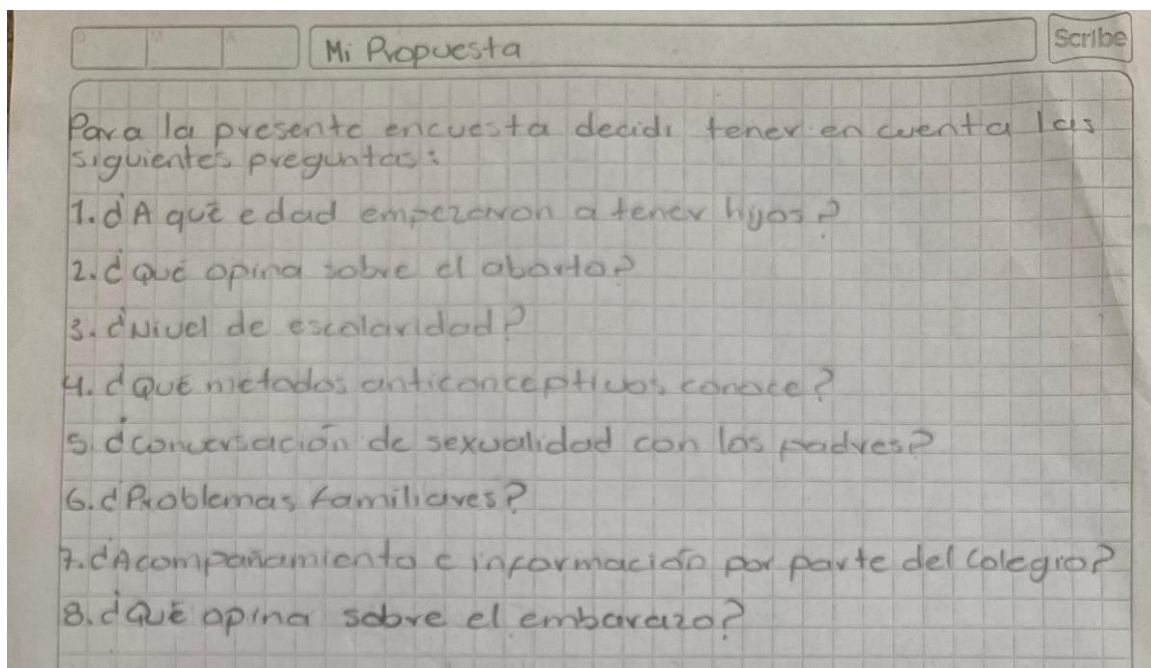 D M A
Mi Propuesta
Scribe
Para la presente encuesta decidi tener en cuenta las
siguientes preguntas:
1. ¿A qué edad empezaron a tener hijos?
2. ¿Qué opina sobre el aborto?
3. ¿Nivel de escolaridad?
4. ¿Qué metodos anticonceptivos conoce?
5. ¿conversación de sexualidad con los padres?
6. ¿Problemas familiares?
7. ¿Acompañamiento e información por parte del colegio?
8. ¿Qué opina sobre el embarazo?